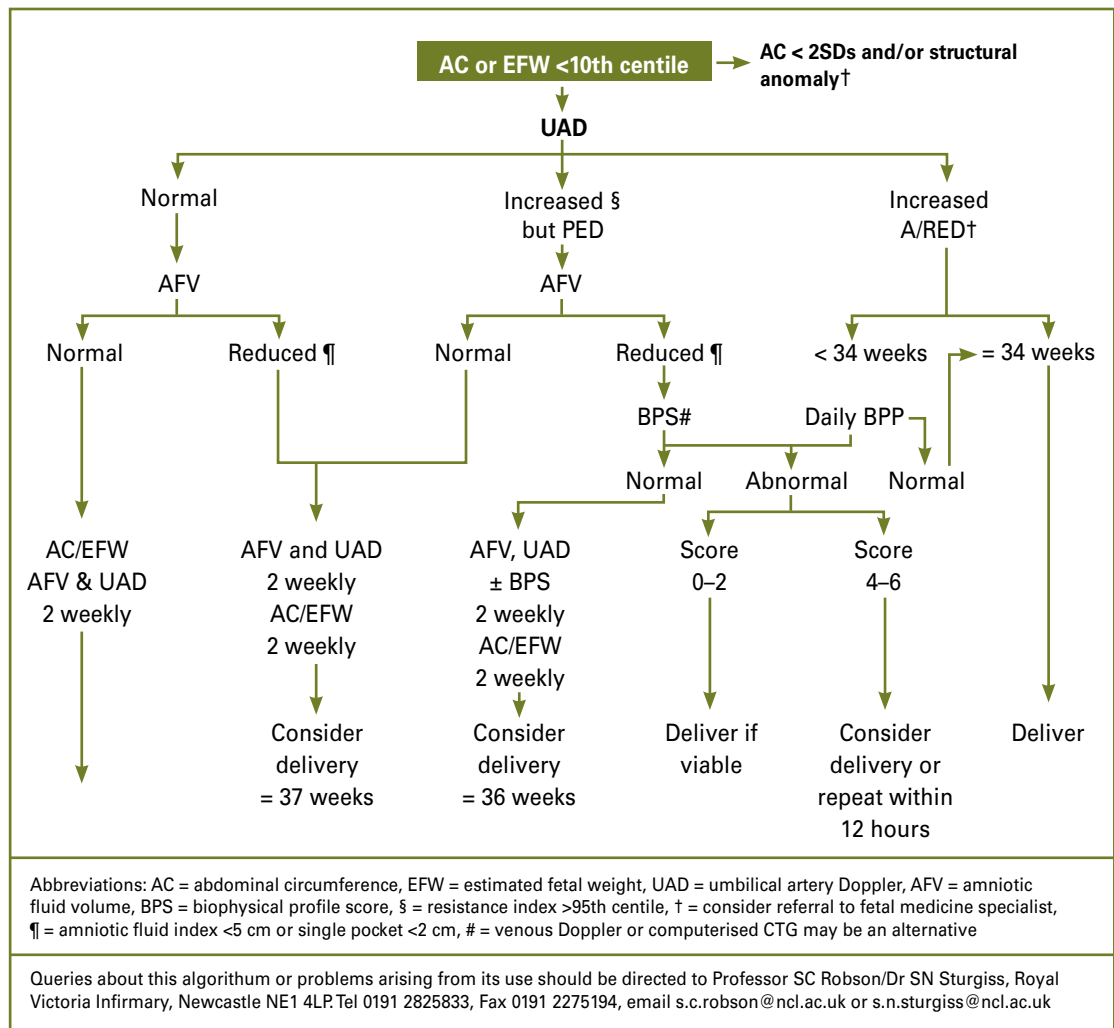 AC or EFW <10th centile
AC < 2SDs and/or structural
anomaly†
UAD
Normal
Increased §
but PED
Increased
A/RED†
AFV
AFV
Normal
Reduced ¶
Normal
Reduced ¶
< 34 weeks
= 34 weeks
BPS#
Daily BPP
Normal
Abnormal
Normal
AC/EFW
AFV & UAD
2 weekly
AFV and UAD
2 weekly
AC/EFW
2 weekly
AFV, UAD
± BPS
2 weekly
AC/EFW
2 weekly
Score
0–2
Score
4–6
Consider
delivery
= 37 weeks
Consider
delivery
= 36 weeks
Deliver if
viable
Consider
delivery or
repeat within
12 hours
Deliver
Abbreviations: AC = abdominal circumference, EFW = estimated fetal weight, UAD = umbilical artery Doppler, AFV = amniotic
fluid volume, BPS = biophysical profile score, § = resistance index >95th centile, † = consider referral to fetal medicine specialist,
¶ = amniotic fluid index <5 cm or single pocket <2 cm, # = venous Doppler or computerised CTG may be an alternative
Queries about this algorithum or problems arising from its use should be directed to Professor SC Robson/Dr SN Sturgiss, Royal
Victoria Infirmary, Newcastle NE1 4LP. Tel 0191 2825833, Fax 0191 2275194, email s.c.robson@ncl.ac.uk or s.n.sturgiss@ncl.ac.uk